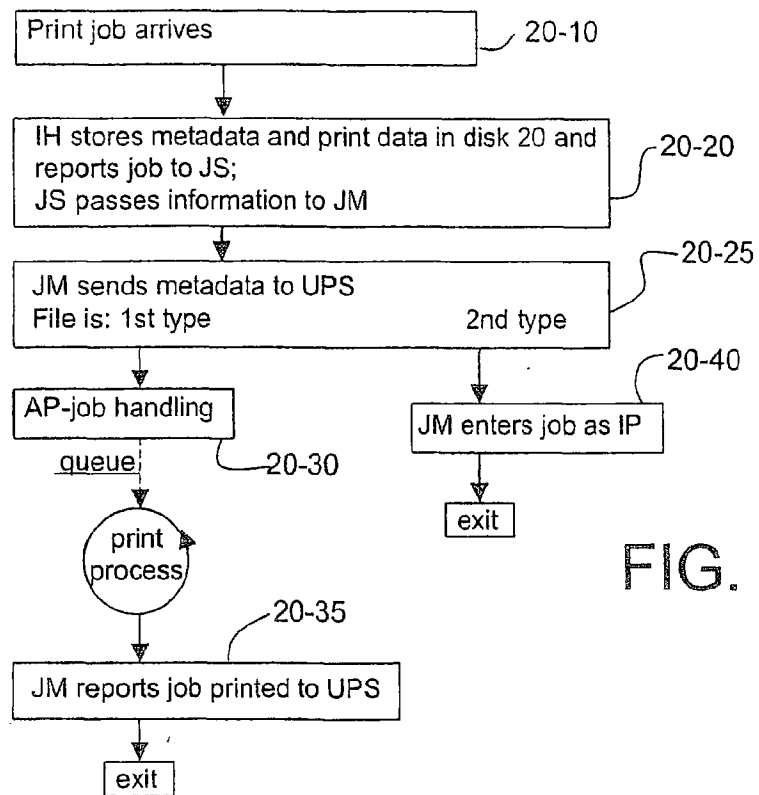 Print job arrives
20-10
IH stores metadata and print data in disk 20 and
reports job to JS;
JS passes information to JM
20-20
20-25
JM sends metadata to UPS
File is: 1st type 2nd type
20-40
AP-job handling
JM enters job as IP
queue
20-30
exit
print
process
FIG.
20-35
JM reports job printed to UPS
exit